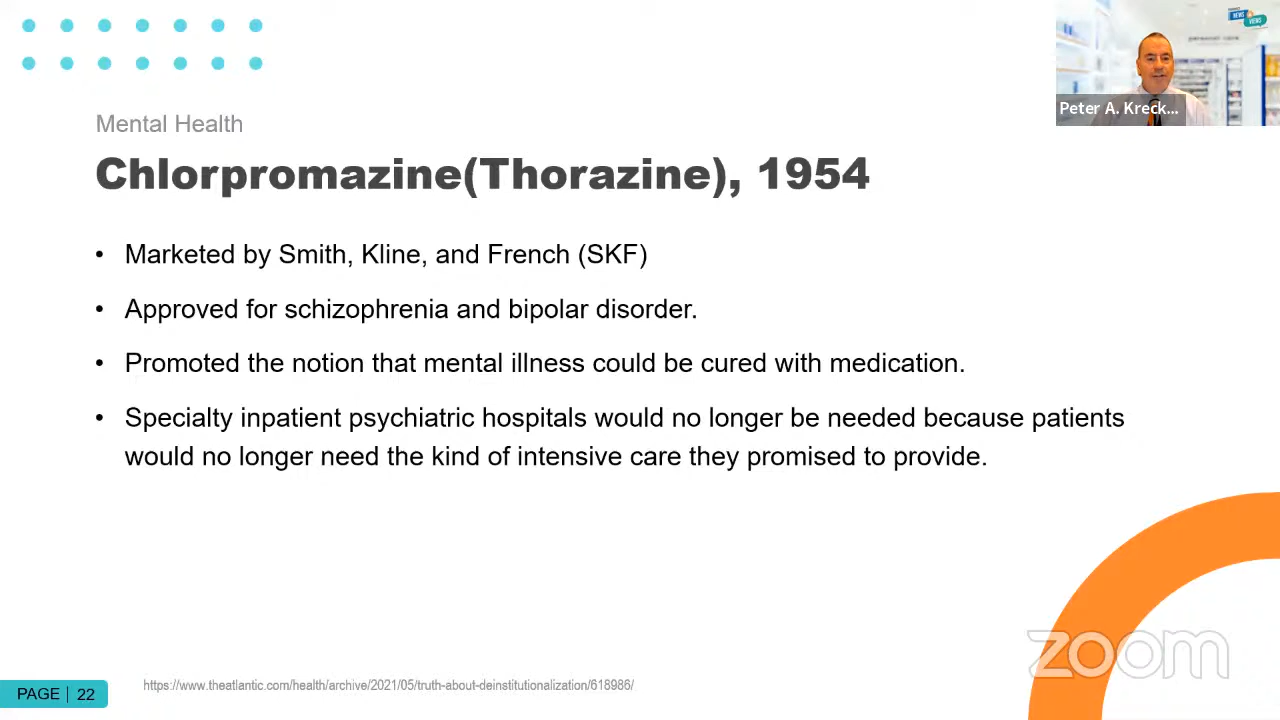 NEWS
VIEWS
Peter A. Kreck...
Mental Health
Chlorpromazine(Thorazine), 1954
• Marketed by Smith, Kline, and French (SKF)
• Approved for schizophrenia and bipolar disorder.
• Promoted the notion that mental illness could be cured with medication.
• Specialty inpatient psychiatric hospitals would no longer be needed because patients
would no longer need the kind of intensive care they promised to provide.
zoom
https://www.theatlantic.com/health/archive/2021/05/truth-about-deinstitutionalization/618986/
PAGE | 22